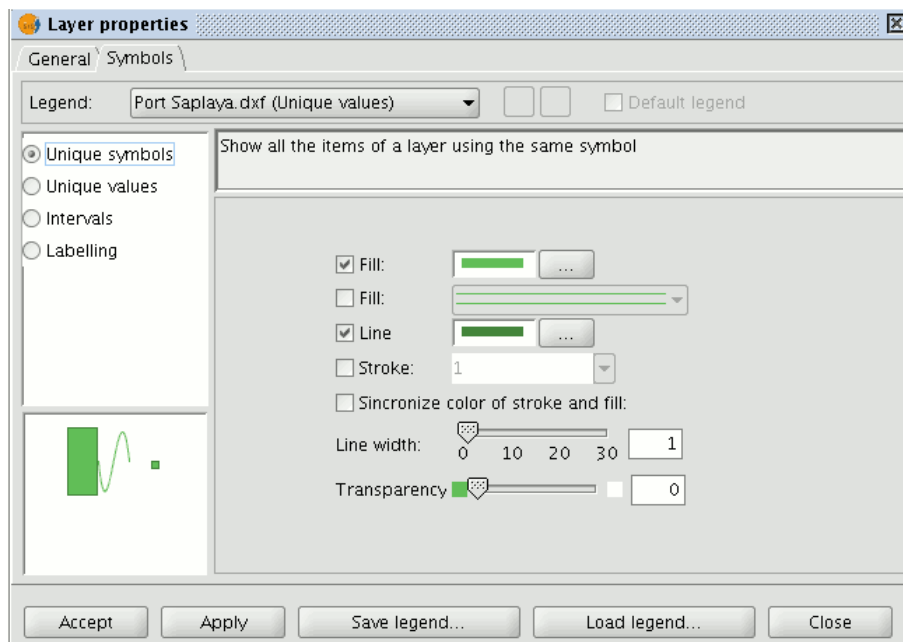 Layer properties
General Symbols
Legend: Port Saplaya.dxf (Unique values) Default legend
Unique symbols
Unique values
Intervals
Labelling
Show all the items of a layer using the same symbol
Fill: ...
Fill:
Line ...
Stroke: 1
Sincronize color of stroke and fill:
Line width: 0 10 20 30 1
Transparency 0
Accept Apply Save legend... Load legend... Close